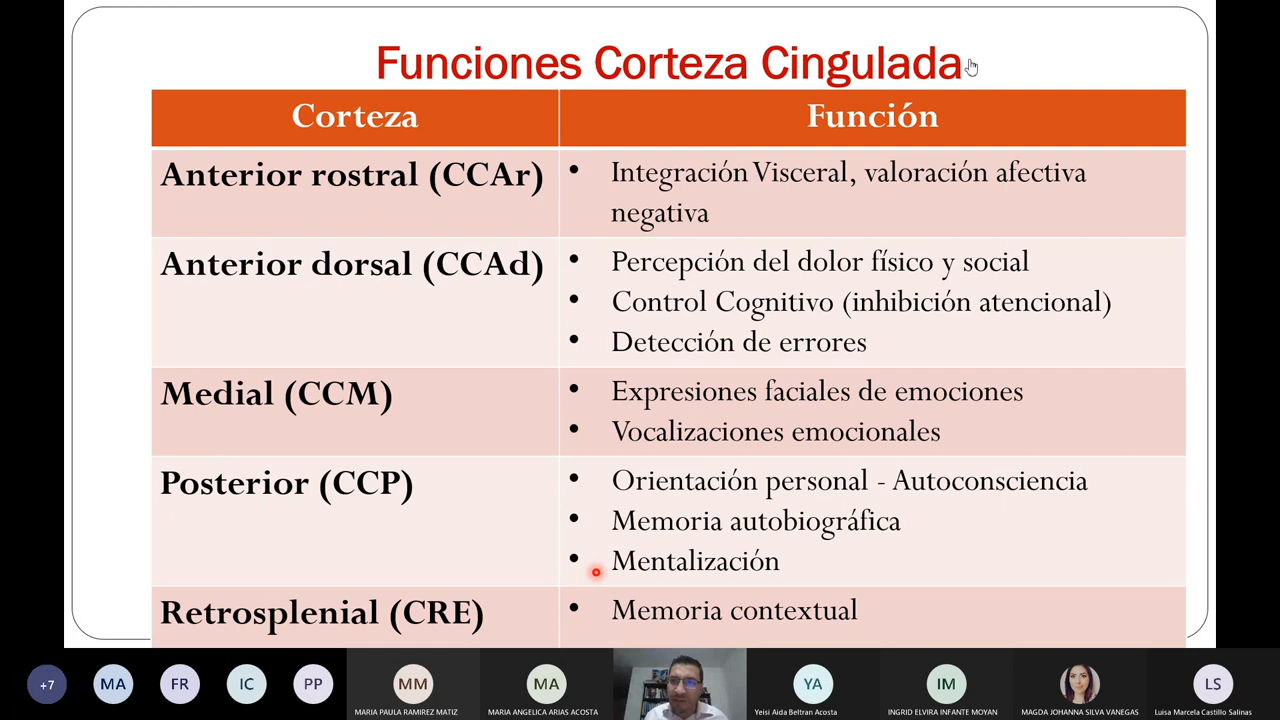 Funciones Corteza Cingulada
Corteza
Función
Anterior rostral (CCAr)
• Integración Visceral, valoración afectiva
negativa
Anterior dorsal (CCAd)
• Percepción del dolor físico y social
• Control Cognitivo (inhibición atencional)
• Detección de errores
Medial (CCM)
• Expresiones faciales de emociones
• Vocalizaciones emocionales
Posterior (CCP)
• Orientación personal - Autoconsciencia
• Memoria autobiográfica
• Mentalización
Retrosplenial (CRE)
• Memoria contextual
+7
MA
FR
IC
PP
MM
MARIA PAULA RAMIREZ MATIZ
MA
MARIA ANGELICA ARIAS ACOSTA
YA
Yeisi Aida Beltran Acosta
IM
INGRID ELVIRA INFANTE MOYAN
MAGDA JOHANNA SILVA VANEGAS
LS
Luisa Marcela Castillo Salinas